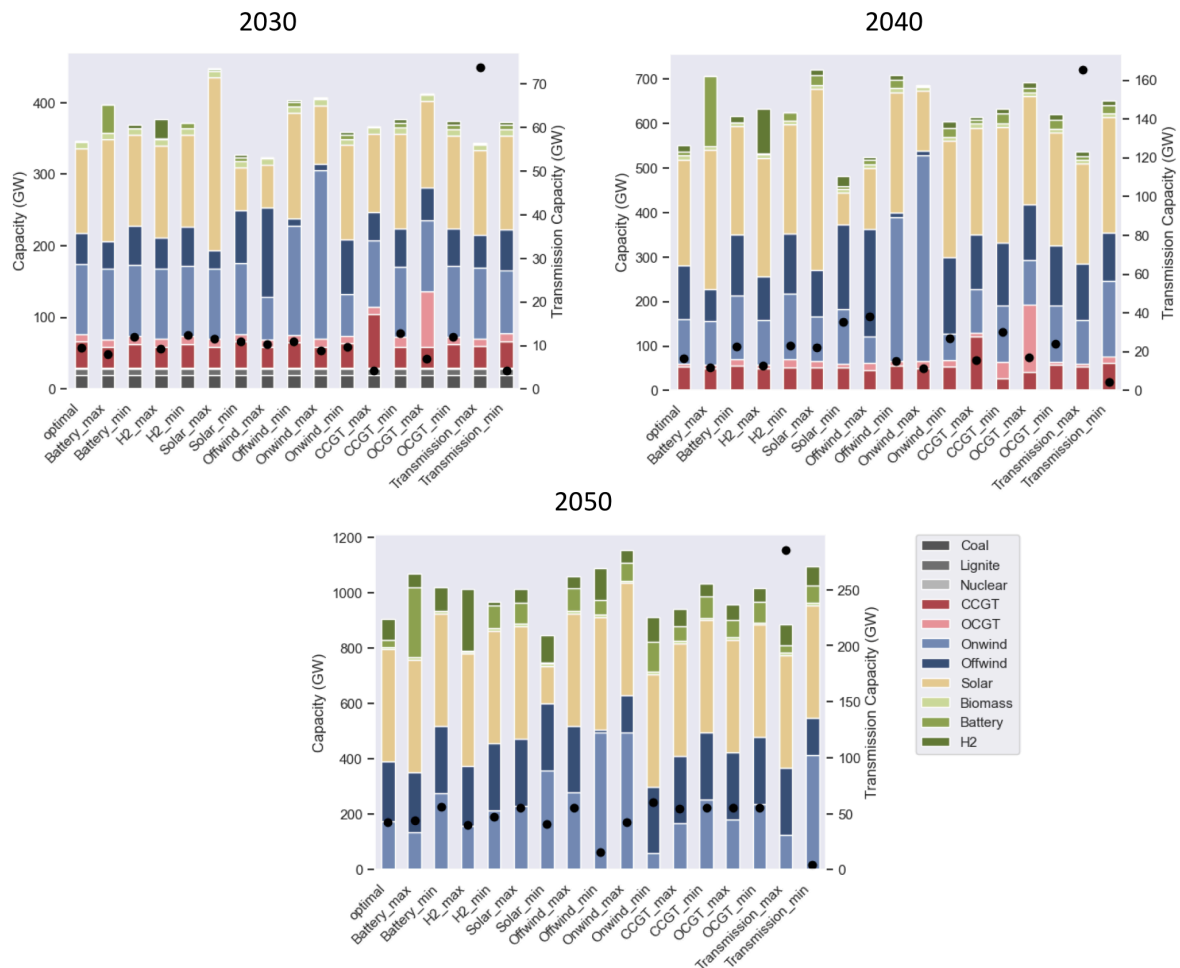 2030
2040
Capacity (GW)
400
300
200
100
0
70
60
50
40
30
20
10
0
Transmission Capacity (GW)
optimal
Battery_max
Battery_min
H2_max
H2_min
Solar_max
Solar_min
Offwind_max
Offwind_min
Onwind_max
Onwind_min
CCGT_max
CCGT_min
OCGT_max
OCGT_min
Transmission_max
Transmission_min
Capacity (GW)
700
600
500
400
300
200
100
0
160
140
120
100
80
60
40
20
0
Transmission Capacity (GW)
optimal
Battery_max
Battery_min
H2_max
H2_min
Solar_max
Solar_min
Offwind_max
Offwind_min
Onwind_max
Onwind_min
CCGT_max
CCGT_min
OCGT_max
OCGT_min
Transmission_max
Transmission_min
2050
Capacity (GW)
1200
1000
800
600
400
200
0
250
200
150
100
50
0
Transmission Capacity (GW)
optimal
Battery_max
Battery_min
H2_max
H2_min
Solar_max
Solar_min
Offwind_max
Offwind_min
Onwind_max
Onwind_min
CCGT_max
CCGT_min
OCGT_max
OCGT_min
Transmission_max
Transmission_min
Coal
Lignite
Nuclear
CCGT
OCGT
Onwind
Offwind
Solar
Biomass
Battery
H2